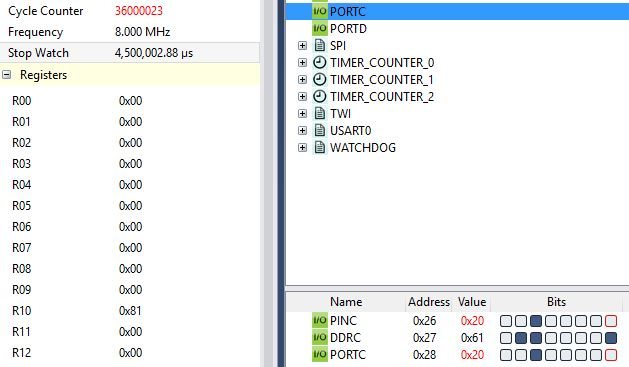 Cycle Counter 36000023
Frequency 8.000 MHz
Stop Watch 4,500,002.88 µs
Registers
R00 0x00
R01 0x00
R02 0x00
R03 0x00
R04 0x00
R05 0x00
R06 0x00
R07 0x00
R08 0x00
R09 0x00
R10 0x81
R11 0x00
R12 0x00
I/O PORTC
I/O PORTD
SPI
TIMER_COUNTER_0
TIMER_COUNTER_1
TIMER_COUNTER_2
TWI
USART0
WATCHDOG
Name Address Value Bits
I/O PINC 0x26 0x20
I/O DDRC 0x27 0x61
I/O PORTC 0x28 0x20